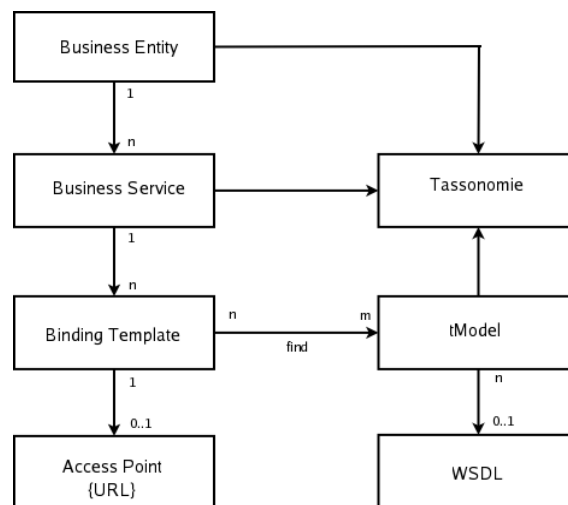 Business Entity
1
n
Business Service
Tassonomie
1
n
Binding Template
n
find
m
tModel
1
0..1
n
0..1
Access Point
{URL}
WSDL